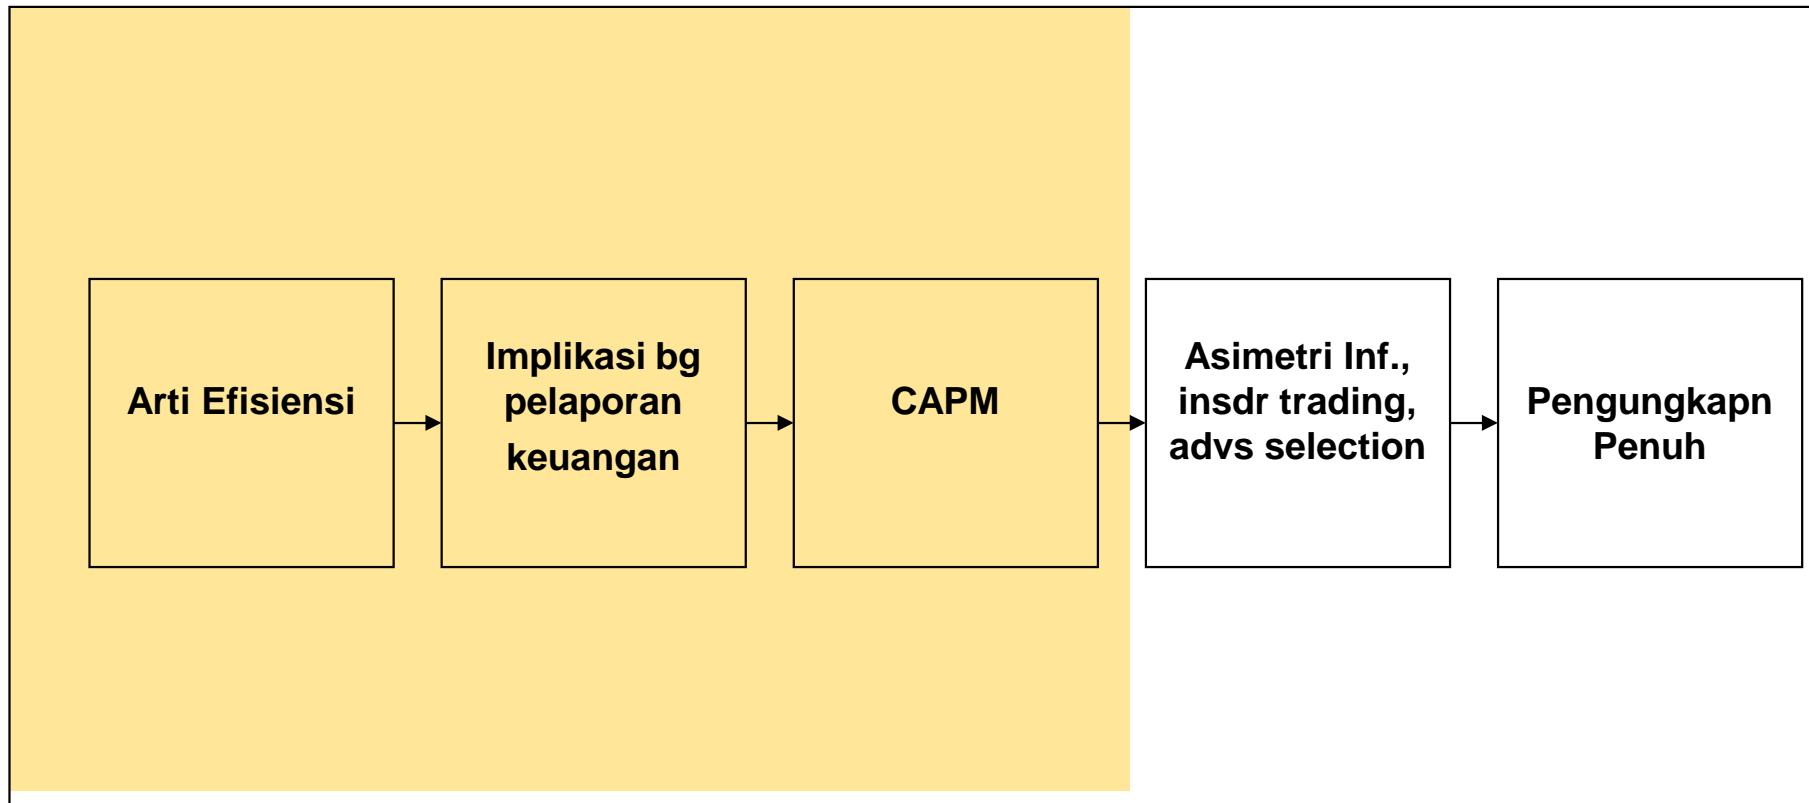 Arti Efisiensi
Implikasi bg
pelaporan
keuangan
CAPM
Asimetri Inf.,
insdr trading,
advs selection
Pengungkapn
Penuh